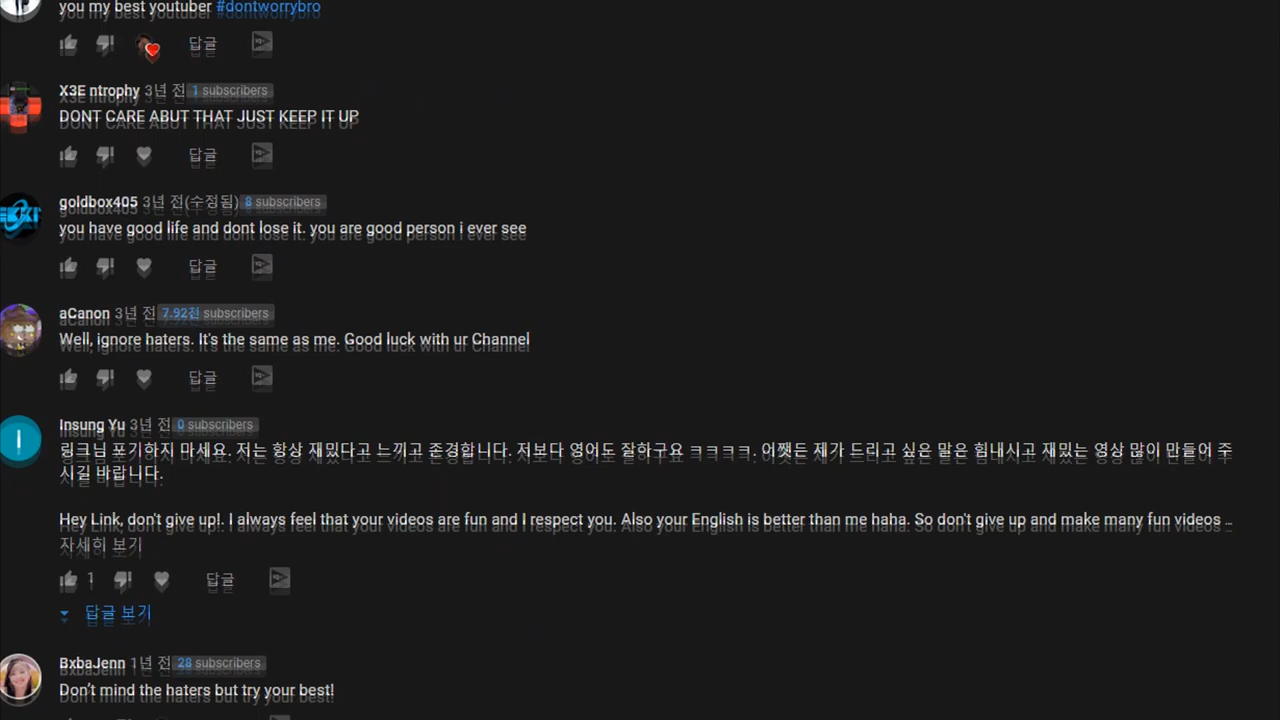 you my best youtuber #dontworrybro
답글
X3E ntrophy 3년 전 1 subscribers
DONT CARE ABUT THAT JUST KEEP IT UP
답글
goldbox405 3년 전(수정됨) 8 subscribers
you have good life and dont lose it. you are good person i ever see
답글
aCanon 3년 전 7.92천 subscribers
Well, ignore haters. It's the same as me. Good luck with ur Channel
답글
Insung Yu 3년 전 0 subscribers
링크님 포기하지 마세요. 저는 항상 재밌다고 느끼고 존경합니다. 저보다 영어도 잘하구요 ㅋㅋㅋㅋ. 어쨋든 제가 드리고 싶은 말은 힘내시고 재밌는 영상 많이 만들어 주
시길 바랍니다.
Hey Link, don't give up!. I always feel that your videos are fun and I respect you. Also your English is better than me haha. So don't give up and make many fun videos ...
자세히 보기
1 답글
답글 보기
BxbaJenn 1년 전 28 subscribers
Don't mind the haters but try your best!